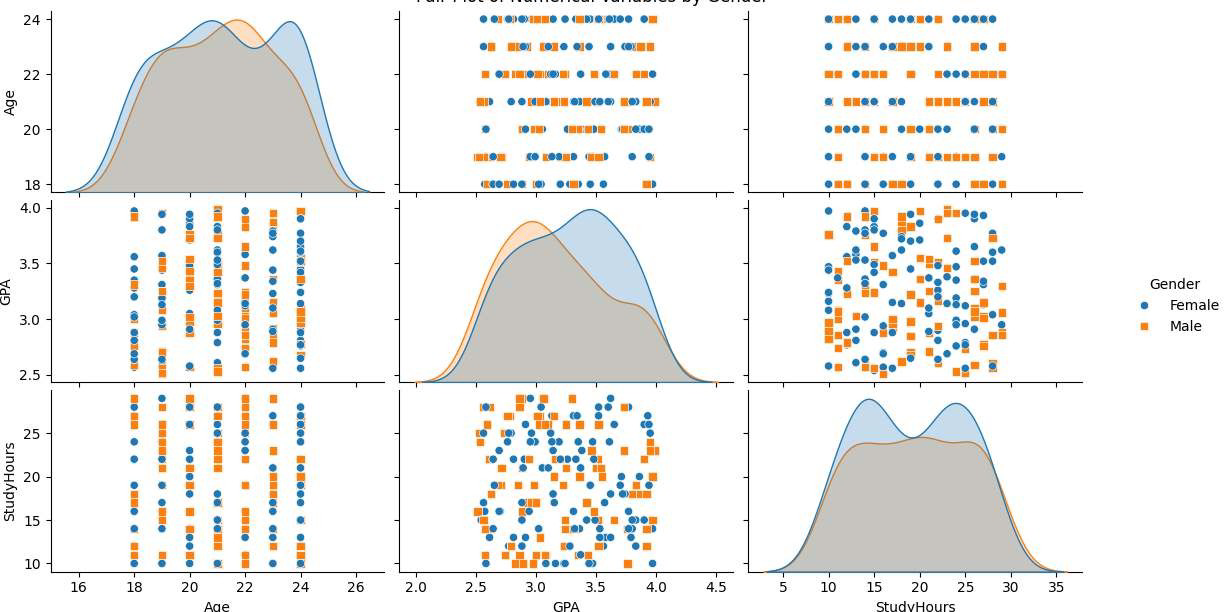 Pair Plot of Numerical Variables by Gender
24
22
20
18
Age
4.0
3.5
3.0
2.5
GPA
Gender
Female
Male
25
20
15
10
StudyHours
16 18 20 22 24 26
2.0 2.5 3.0 3.5 4.0 4.5
5 10 15 20 25 30 35
Age GPA StudyHours